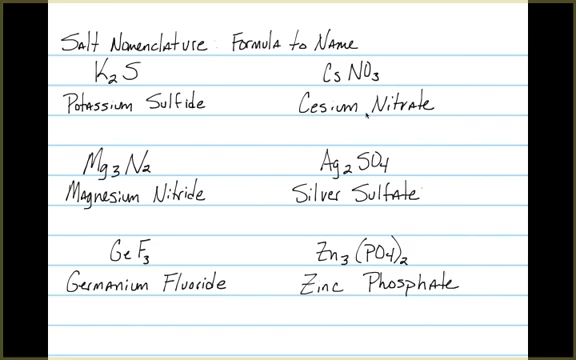 Salt Nomenclature: Formula to Name
K₂S CsNO₃
Potassium Sulfide Cesium Nitrate
Mg₃N₂ Ag₂SO₄
Magnesium Nitride Silver Sulfate
GeF₃ Zn₃(PO₄)₂
Germanium Fluoride Zinc Phosphate